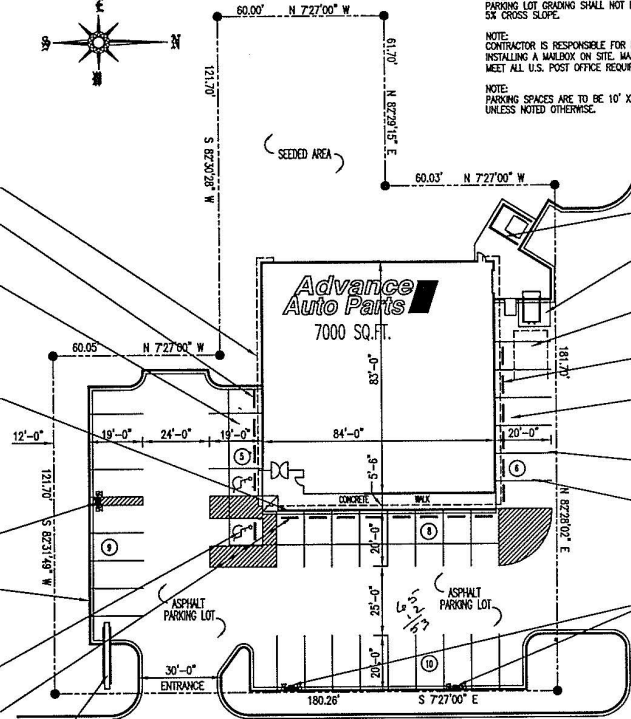 60.00' N 7'27'00" W
PARKING LOT GRADING SHALL NOT
5% CROSS SLOPE.
NOTE:
CONTRACTOR IS RESPONSIBLE FOR
INSTALLING A MAILBOX ON SITE.
MEET ALL U.S. POST OFFICE
NOTE:
PARKING SPACES ARE TO BE 10' X
UNLESS NOTED OTHERWISE.
121.70'
S 82'30'28" W
61.70'
N 82'29'15" E
SEEDED AREA
60.03' N 7'27'00" W
Advance
Auto Parts
7000 SQ.FT.
60.05' N 7'27'00" W
83'-0"
181.70'
N 82'28'02" E
12'-0"
19'-0"
24'-0"
19'-0"
84'-0"
20'-0"
5
6
5'-6"
CONCRETE WALK
121.70'
S 82'31'49" W
9
8
20'-0"
ASPHALT
PARKING LOT
25'-0"
ASPHALT
PARKING LOT
20'-0"
10
30'-0"
ENTRANCE
180.26' S 7'27'00" E